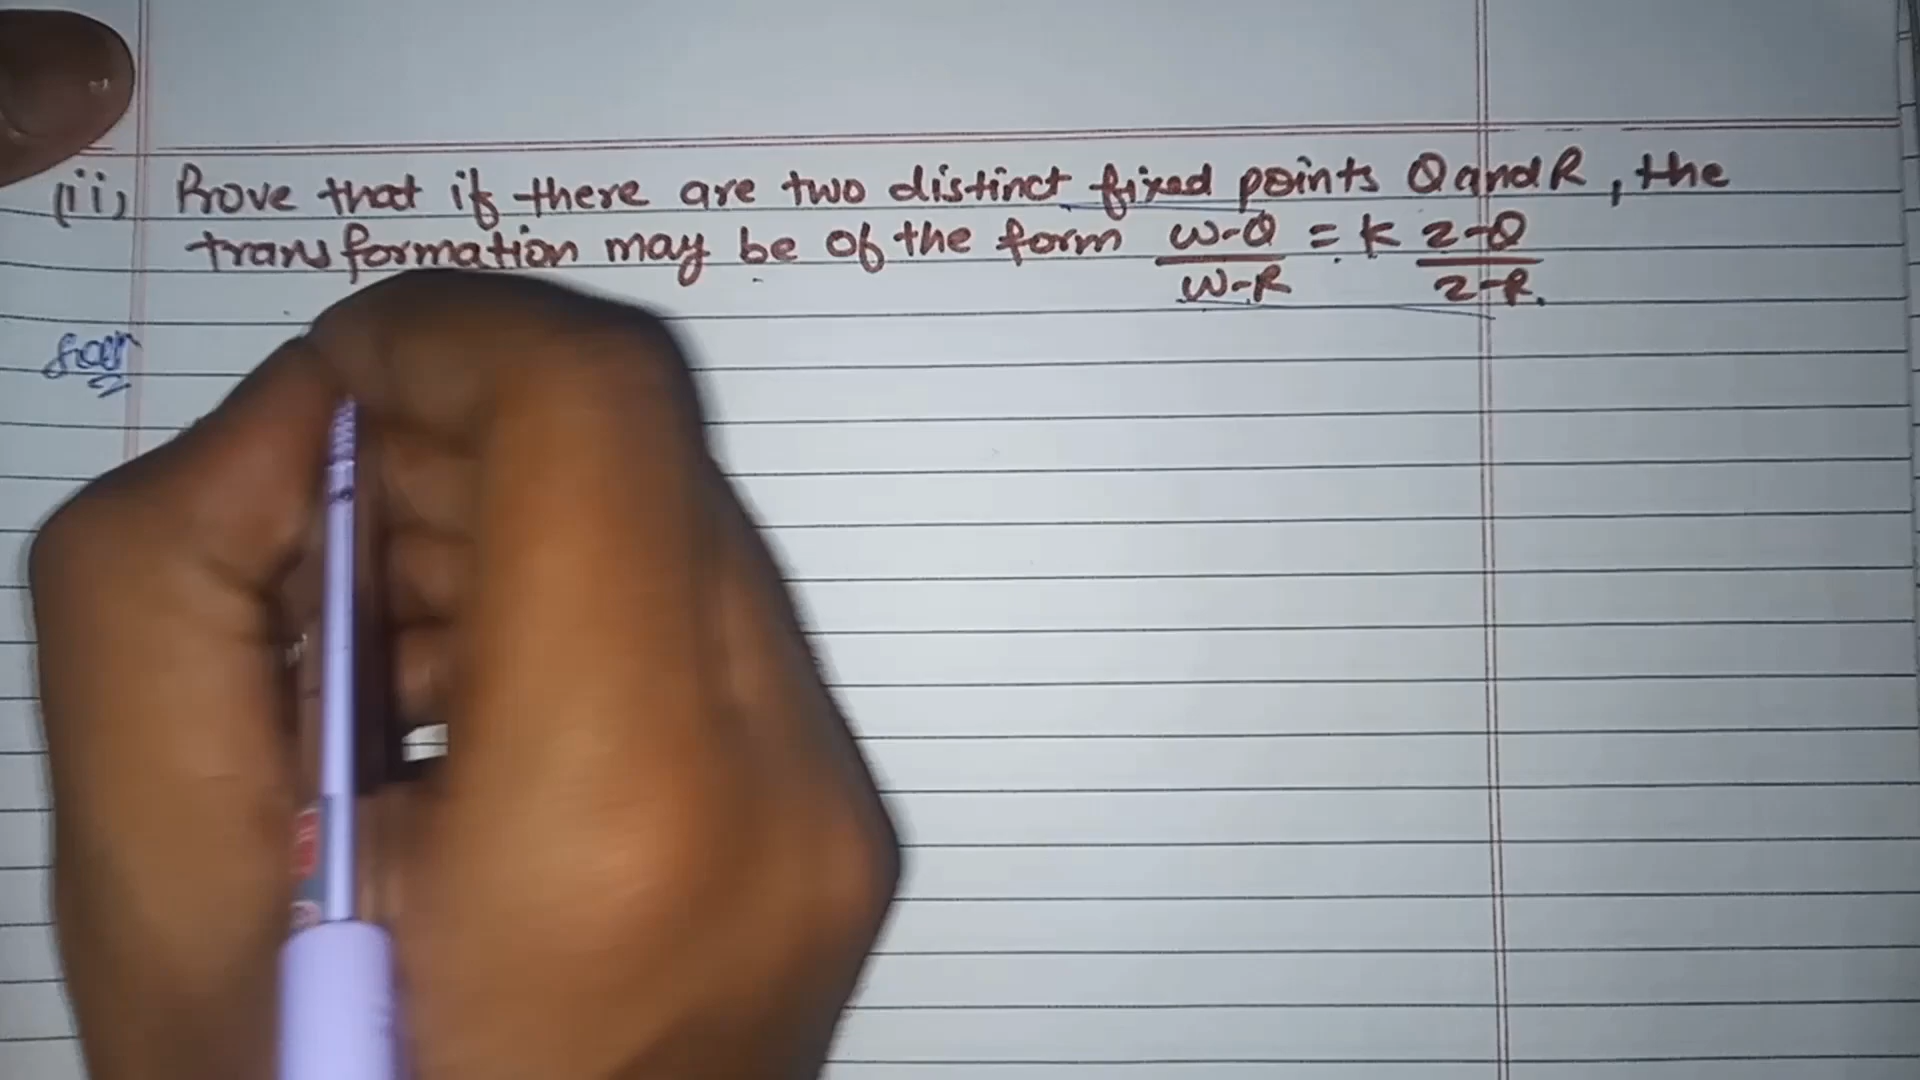 (ii) Prove that if there are two distinct fixed points Q and R, the
transformation may be of the form w-Q/w-R = k z-Q/z-R.